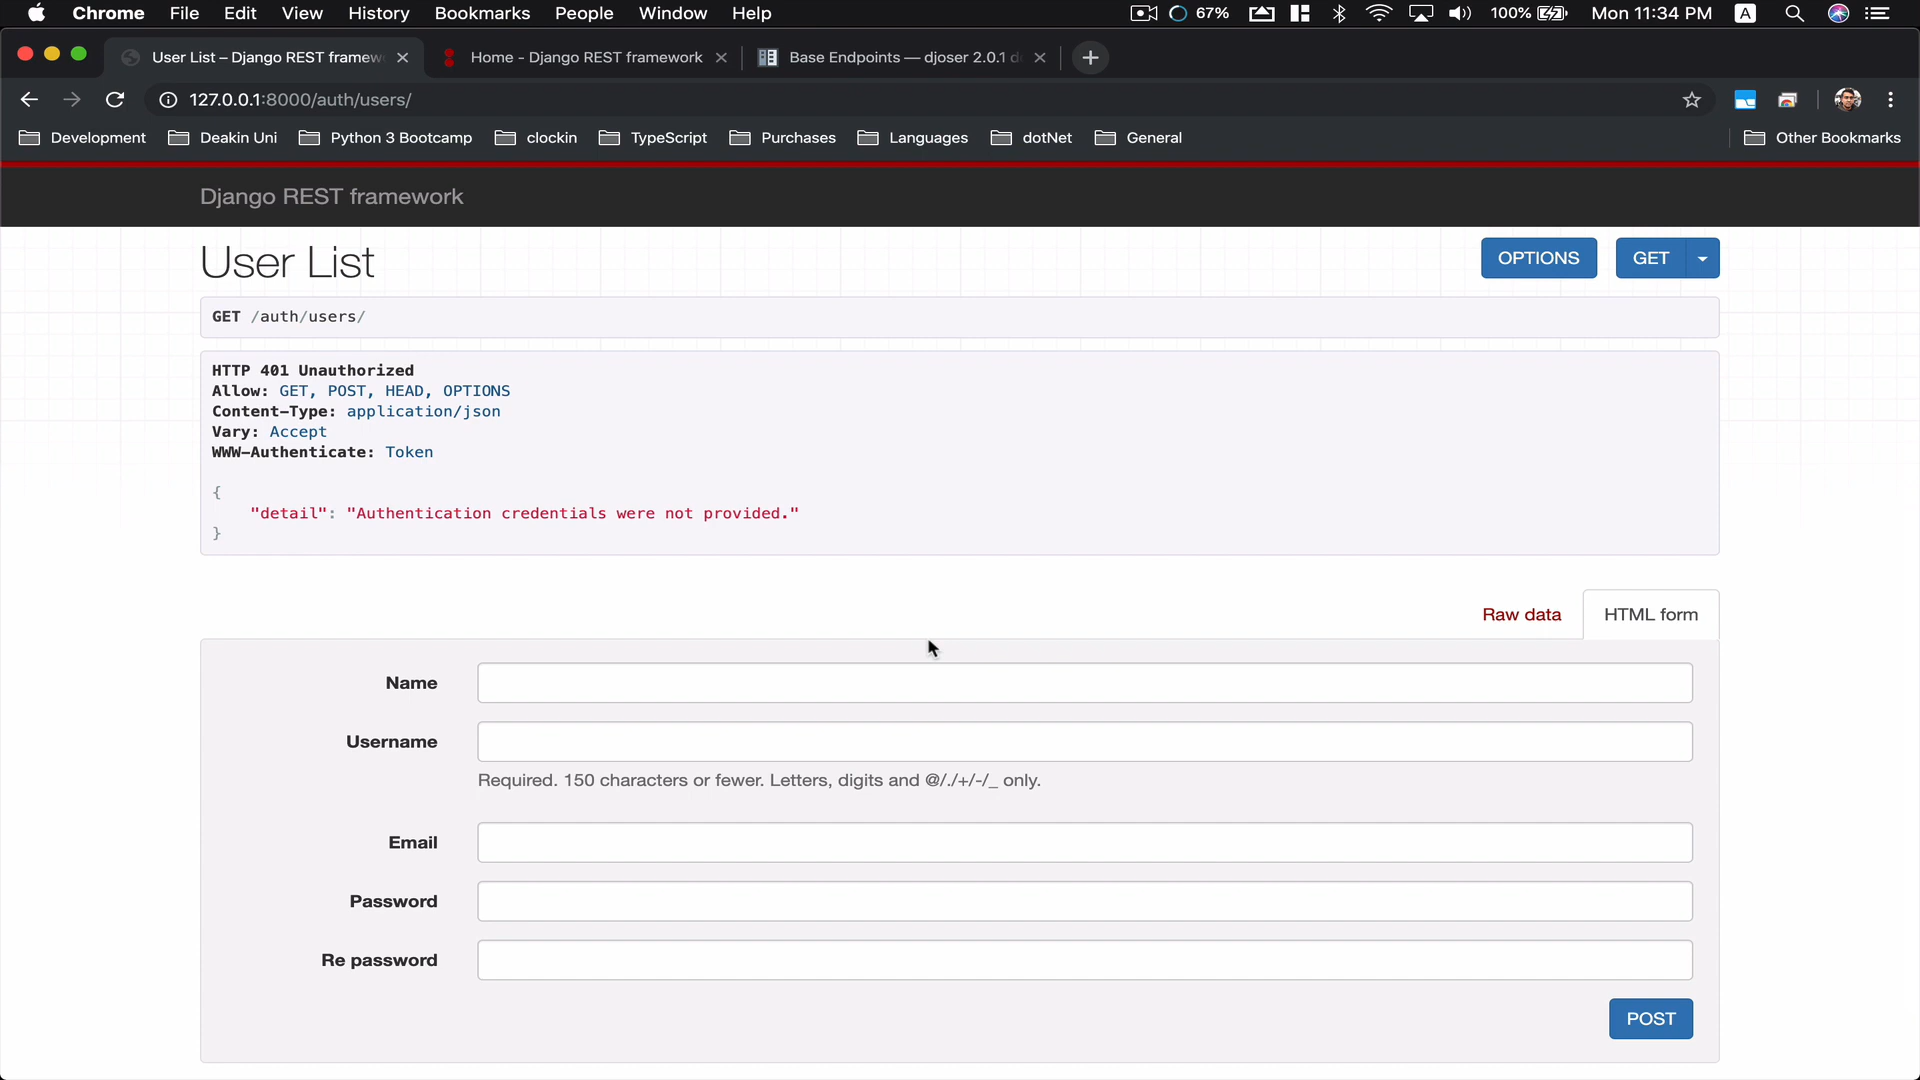 Chrome File Edit View History Bookmarks People Window Help 67% 100% Mon 11:34 PM A
User List – Django REST framew Home - Django REST framework Base Endpoints — djoser 2.0.1 d
127.0.0.1:8000/auth/users/
Development Deakin Uni Python 3 Bootcamp clockin TypeScript Purchases Languages dotNet General Other Bookmarks
Django REST framework
User List OPTIONS GET
GET /auth/users/
HTTP 401 Unauthorized
Allow: GET, POST, HEAD, OPTIONS
Content-Type: application/json
Vary: Accept
WWW-Authenticate: Token
{
"detail": "Authentication credentials were not provided."
}
Raw data HTML form
Name
Username
Required. 150 characters or fewer. Letters, digits and @/./+/-/_ only.
Email
Password
Re password
POST